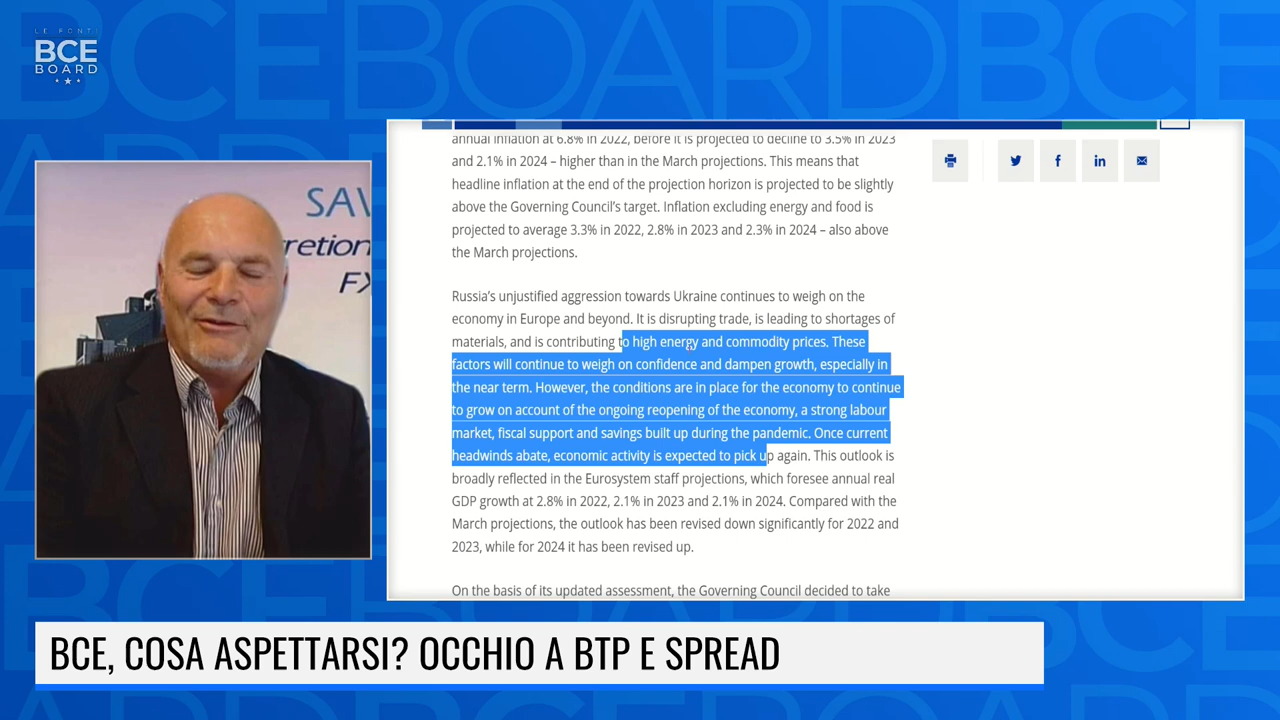 LE FONTI
BCE
BOARD
SAV
retion
FX
annual inflation at 6.8% in 2022, before it is projected to decline to 3.5% in 2023
and 2.1% in 2024 – higher than in the March projections. This means that
headline inflation at the end of the projection horizon is projected to be slightly
above the Governing Council’s target. Inflation excluding energy and food is
projected to average 3.3% in 2022, 2.8% in 2023 and 2.3% in 2024 – also above
the March projections.
Russia’s unjustified aggression towards Ukraine continues to weigh on the
economy in Europe and beyond. It is disrupting trade, is leading to shortages of
materials, and is contributing to high energy and commodity prices. These
factors will continue to weigh on confidence and dampen growth, especially in
the near term. However, the conditions are in place for the economy to continue
to grow on account of the ongoing reopening of the economy, a strong labour
market, fiscal support and savings built up during the pandemic. Once current
headwinds abate, economic activity is expected to pick up again. This outlook is
broadly reflected in the Eurosystem staff projections, which foresee annual real
GDP growth at 2.8% in 2022, 2.1% in 2023 and 2.1% in 2024. Compared with the
March projections, the outlook has been revised down significantly for 2022 and
2023, while for 2024 it has been revised up.
On the basis of its updated assessment, the Governing Council decided to take
BCE, COSA ASPETTARSI? OCCHIO A BTP E SPREAD